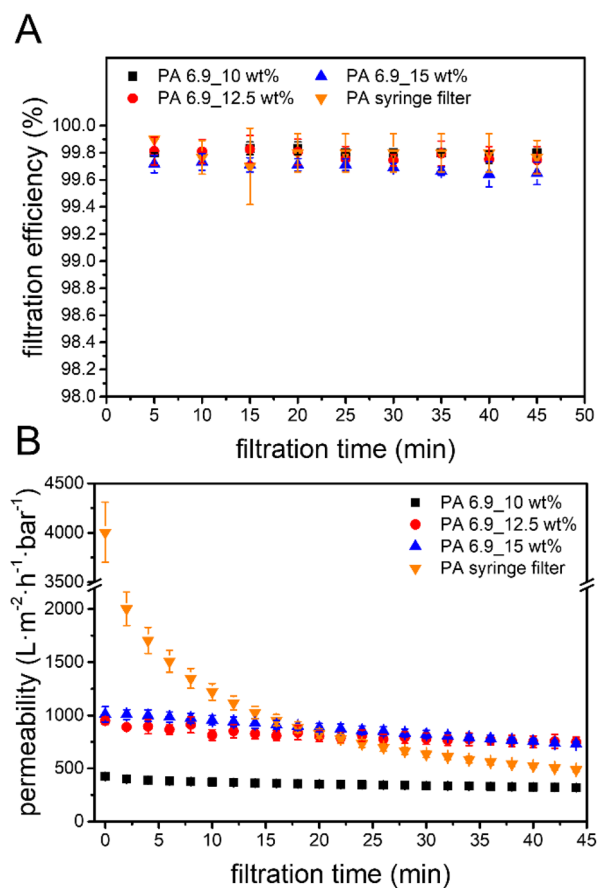 A
PA 6.9_10 wt% PA 6.9_15 wt%
PA 6.9_12.5 wt% PA syringe filter
filtration efficiency (%)
100.0
99.8
99.6
99.4
99.2
99.0
98.8
98.6
98.4
98.2
98.0
0 5 10 15 20 25 30 35 40 45 50
filtration time (min)
B
PA 6.9_10 wt%
PA 6.9_12.5 wt%
PA 6.9_15 wt%
PA syringe filter
permeability (L·m⁻²·h⁻¹·bar⁻¹)
4500
4000
3500
2000
1500
1000
500
0
0 5 10 15 20 25 30 35 40 45
filtration time (min)